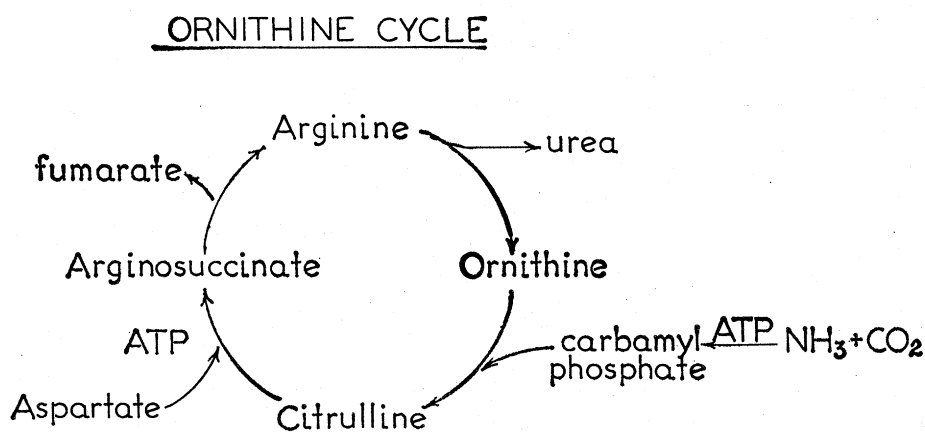 ORNITHINE CYCLE
Arginine
urea
fumarate
Arginosuccinate
Ornithine
ATP
carbamyl
phosphate
ATP
NH₃+CO₂
Aspartate
Citrulline